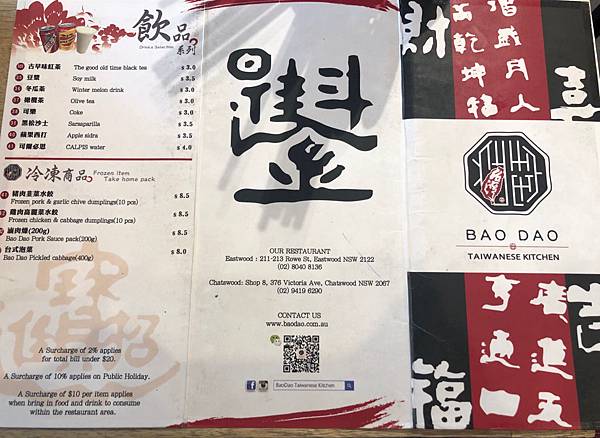 飲品系列
Drinks Selection
古早味紅茶 The good old time black tea $ 3.0
豆漿 Soy milk $ 3.5
冬瓜茶 Winter melon drink $ 3.0
橄欖茶 Olive tea $ 3.0
可樂 Coke $ 3.0
黑松沙士 Sarsaparilla $ 3.5
蘋果西打 Apple sidra $ 3.5
可爾必思 CALPIS water $ 4.0
冷凍商品
Frozen item
Take home pack
豬肉韮菜水餃 $ 8.5
Frozen pork & garlic chive dumplings(10 pcs)
雞肉高麗菜水餃 $ 8.5
Frozen chicken & cabbage dumplings(10 pcs)
滷肉燥(200g) $ 8.5
Bao Dao Pork Sauce pack(200g)
台式泡菜 $ 8.0
Bao Dao Pickled cabbage(400g)
A Surcharge of 2% applies
for total bill under $20.
A Surcharge of 10% applies on Public Holiday.
A Surcharge of $10 per item applies
when bring in food and drink to consume
within the restaurant area.
OUR RESTAURANT
Eastwood : 211-213 Rowe St, Eastwood NSW 2122
(02) 8040 8136
Chatswood: Shop 8, 376 Victoria Ave, Chatswood NSW 2067
(02) 9419 6290
CONTACT US
www.baodao.com.au
BaoDao Taiwanese Kitchen
財
嘉
BAO DAO
TAIWANESE KITCHEN
吉
福